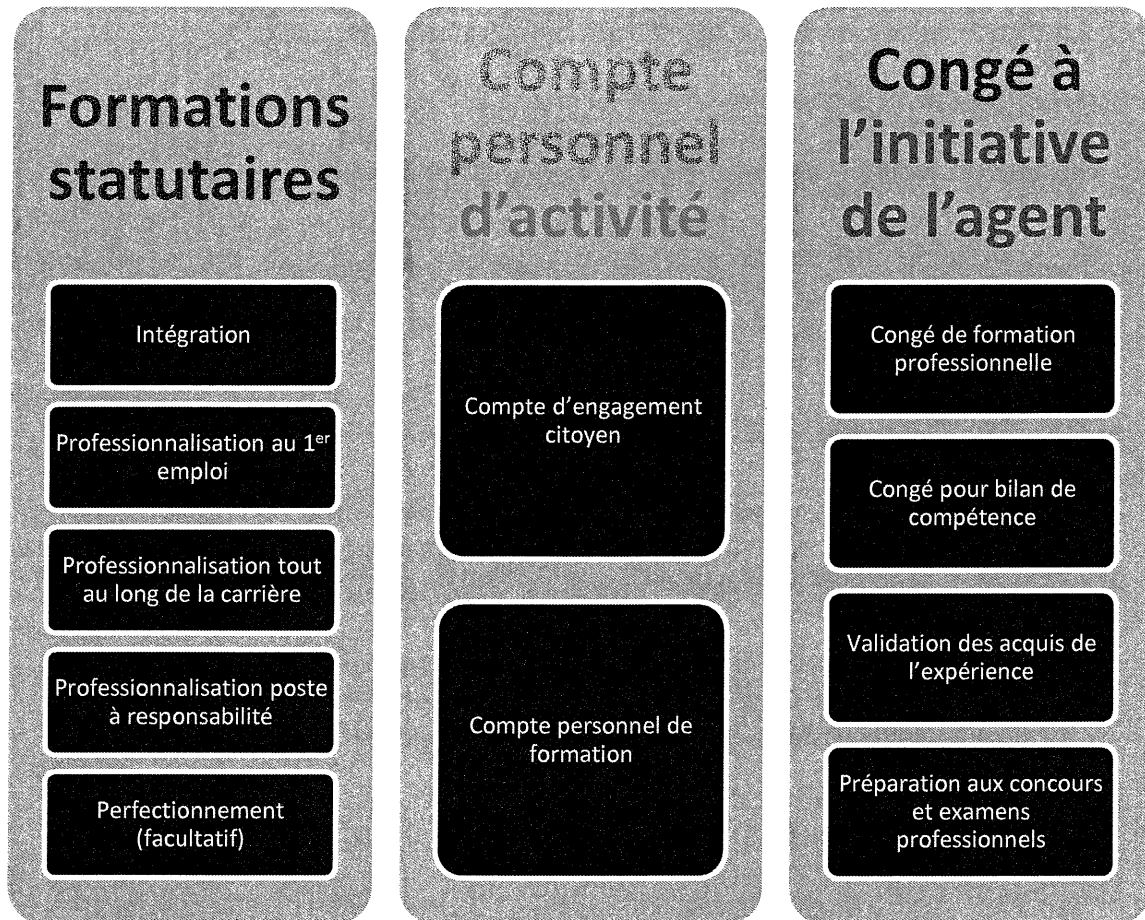 Formations
statutaires
Intégration
Professionnalisation au 1er
emploi
Professionnalisation tout
au long de la carrière
Professionnalisation poste
à responsabilité
Perfectionnement
(facultatif)
Compte
personnel
d'activité
Compte d'engagement
citoyen
Compte personnel de
formation
Congé à
l'initiative
de l'agent
Congé de formation
professionnelle
Congé pour bilan de
compétence
Validation des acquis de
l'expérience
Préparation aux concours
et examens
professionnels